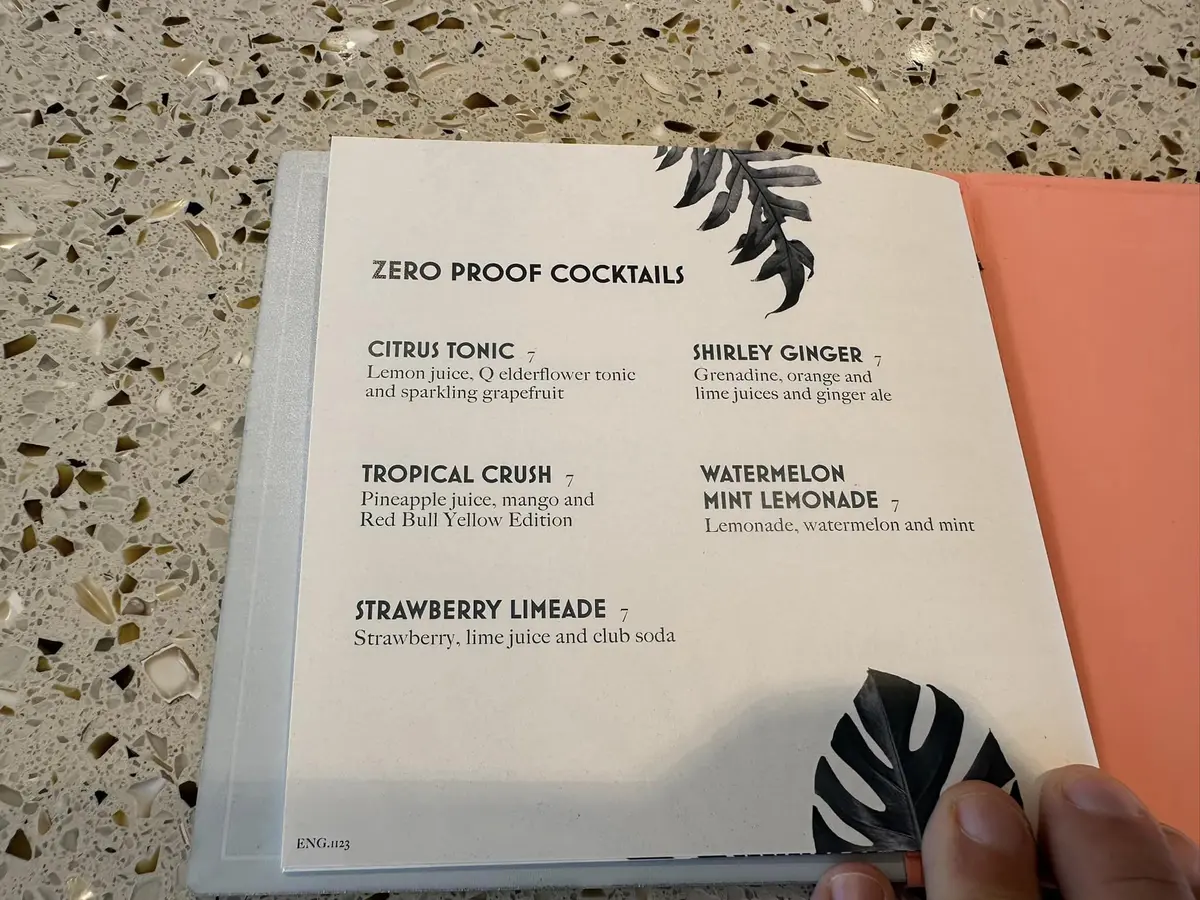 ZERO PROOF COCKTAILS
CITRUS TONIC 7
Lemon juice, Q elderflower tonic
and sparkling grapefruit
TROPICAL CRUSH 7
Pineapple juice, mango and
Red Bull Yellow Edition
STRAWBERRY LIMEADE 7
Strawberry, lime juice and club soda
SHIRLEY GINGER 7
Grenadine, orange and
lime juices and ginger ale
WATERMELON
MINT LEMONADE 7
Lemonade, watermelon and mint
ENG.1123